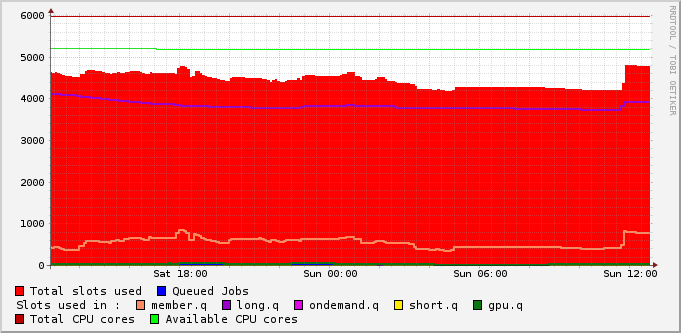 6000
5000
4000
3000
2000
1000
0
Sat 18:00 Sun 00:00 Sun 06:00 Sun 12:00
Total slots used Queued Jobs
Slots used in : member.q long.q ondemand.q short.q gpu.q
Total CPU cores Available CPU cores
RRDTOOL / TOBI OETIKER